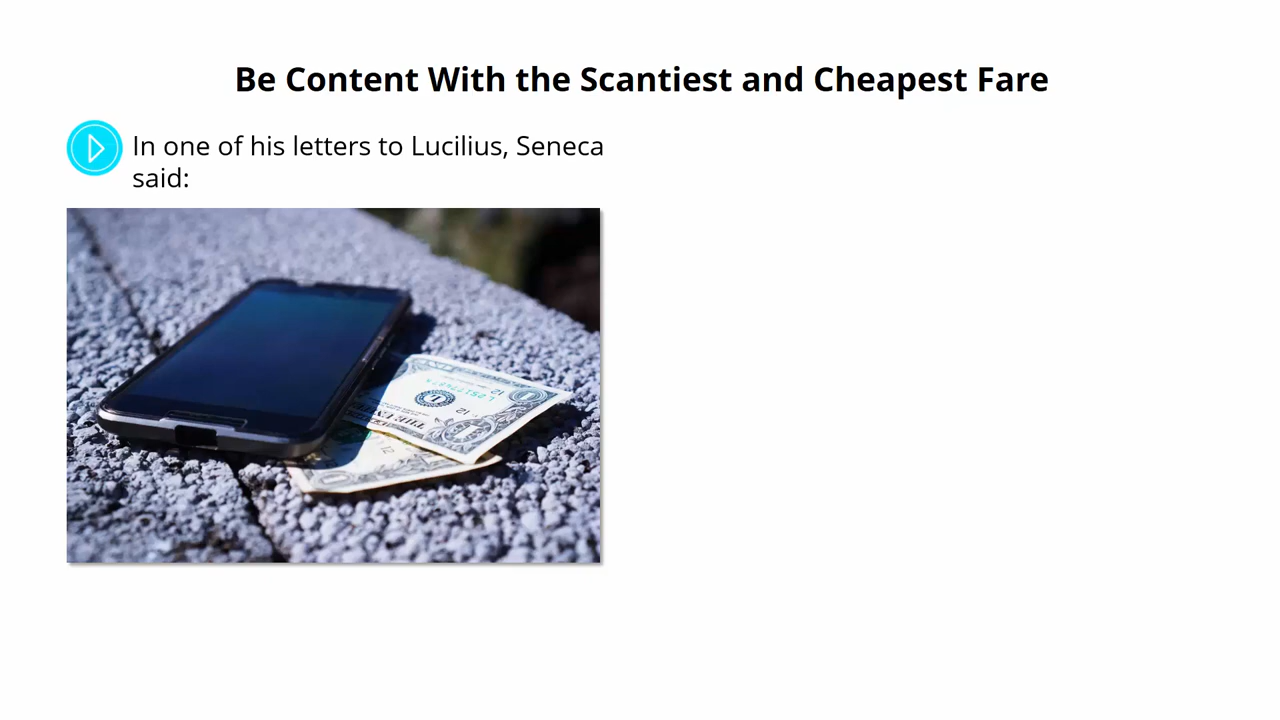 Be Content With the Scantiest and Cheapest Fare
In one of his letters to Lucilius, Seneca
said: